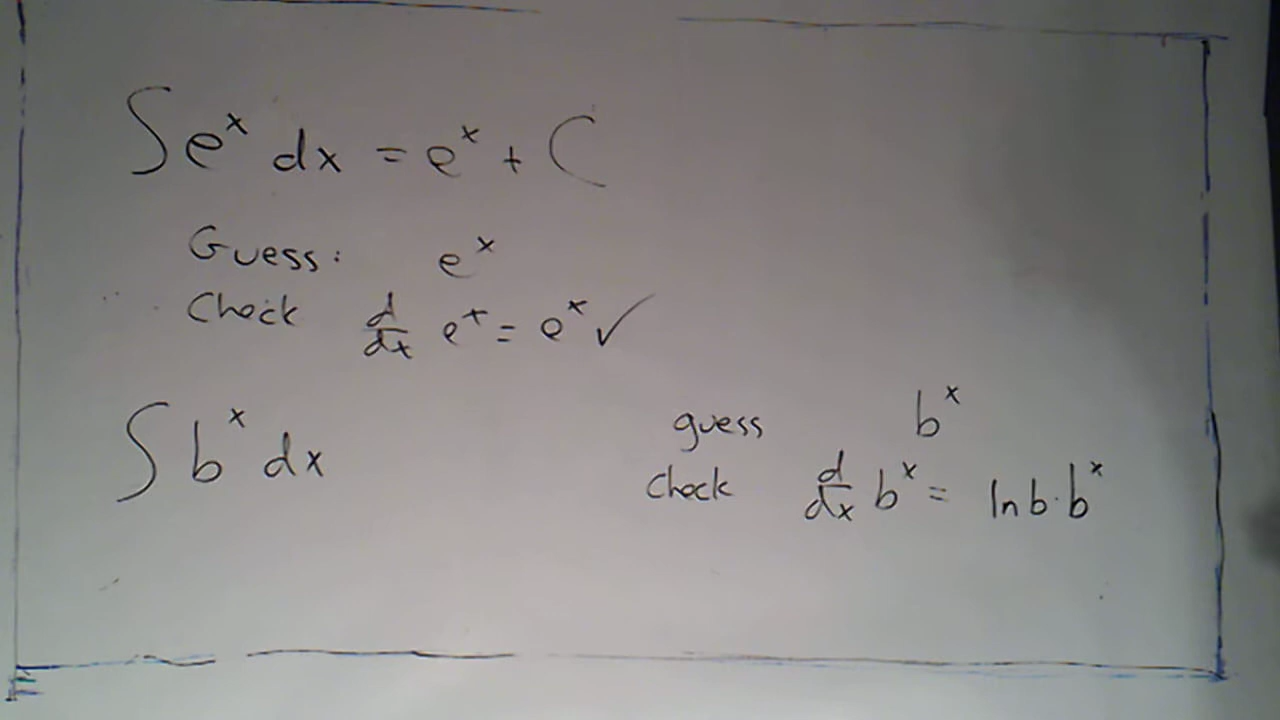 ∫ e^x dx = e^x + C
Guess: e^x
Check d/dx e^x = e^x ✓
∫ b^x dx
guess b^x
Check d/dx b^x = ln b · b^x